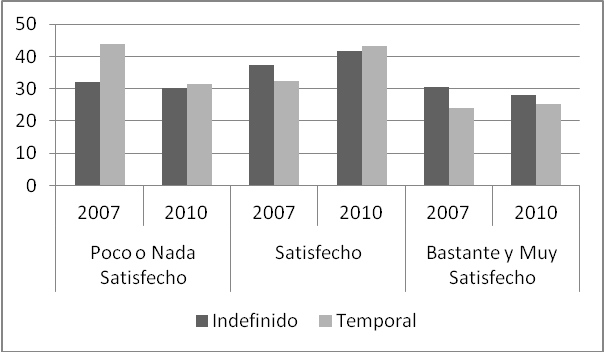 50
40
30
20
10
0
2007 2010 2007 2010 2007 2010
Poco o Nada Satisfecho Bastante y Muy
Satisfecho Satisfecho
Indefinido Temporal